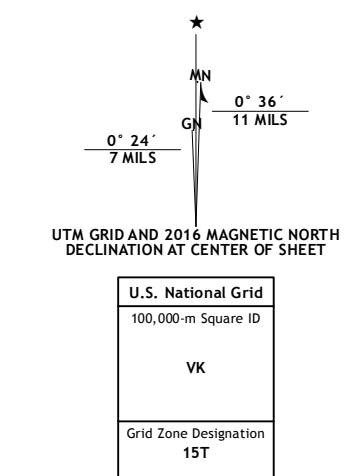 ★
MN
0° 36´
11 MILS
GN
0° 24´
7 MILS
UTM GRID AND 2016 MAGNETIC NORTH
DECLINATION AT CENTER OF SHEET
U.S. National Grid
100,000-m Square ID
VK
Grid Zone Designation
15T